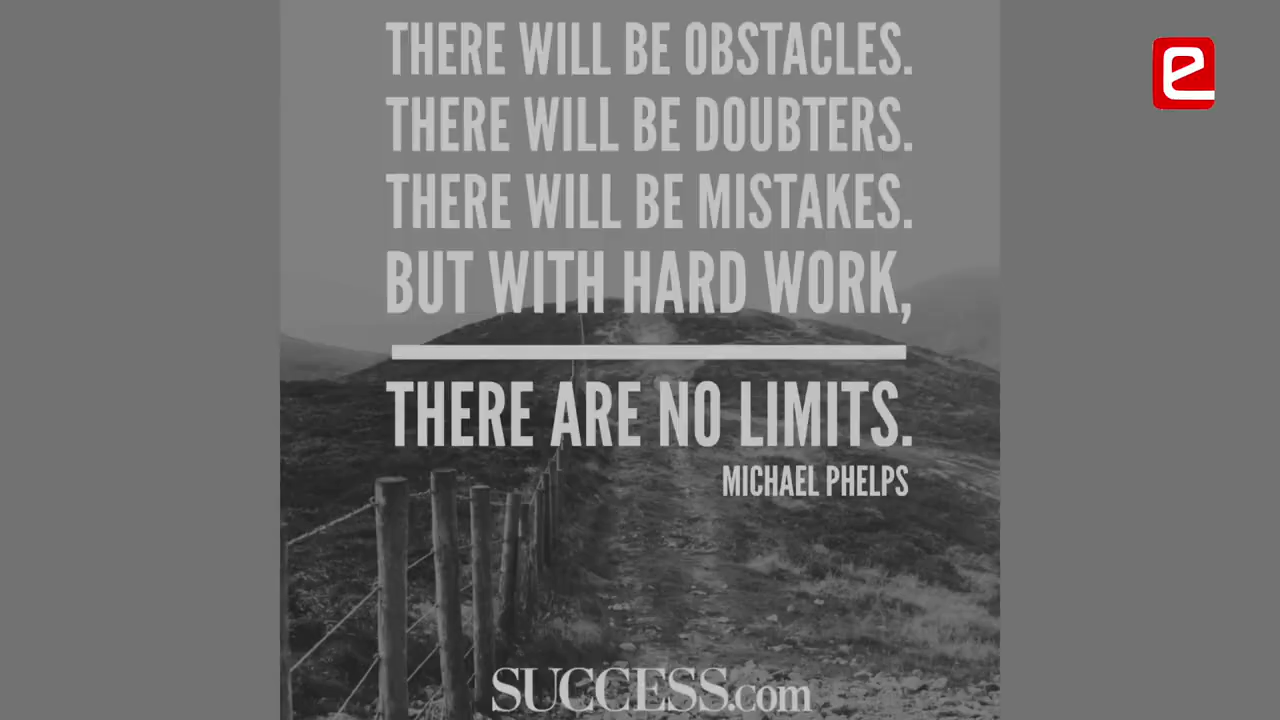 THERE WILL BE OBSTACLES.
THERE WILL BE DOUBTERS.
THERE WILL BE MISTAKES.
BUT WITH HARD WORK,
THERE ARE NO LIMITS.
MICHAEL PHELPS
SUCCESS.com
e